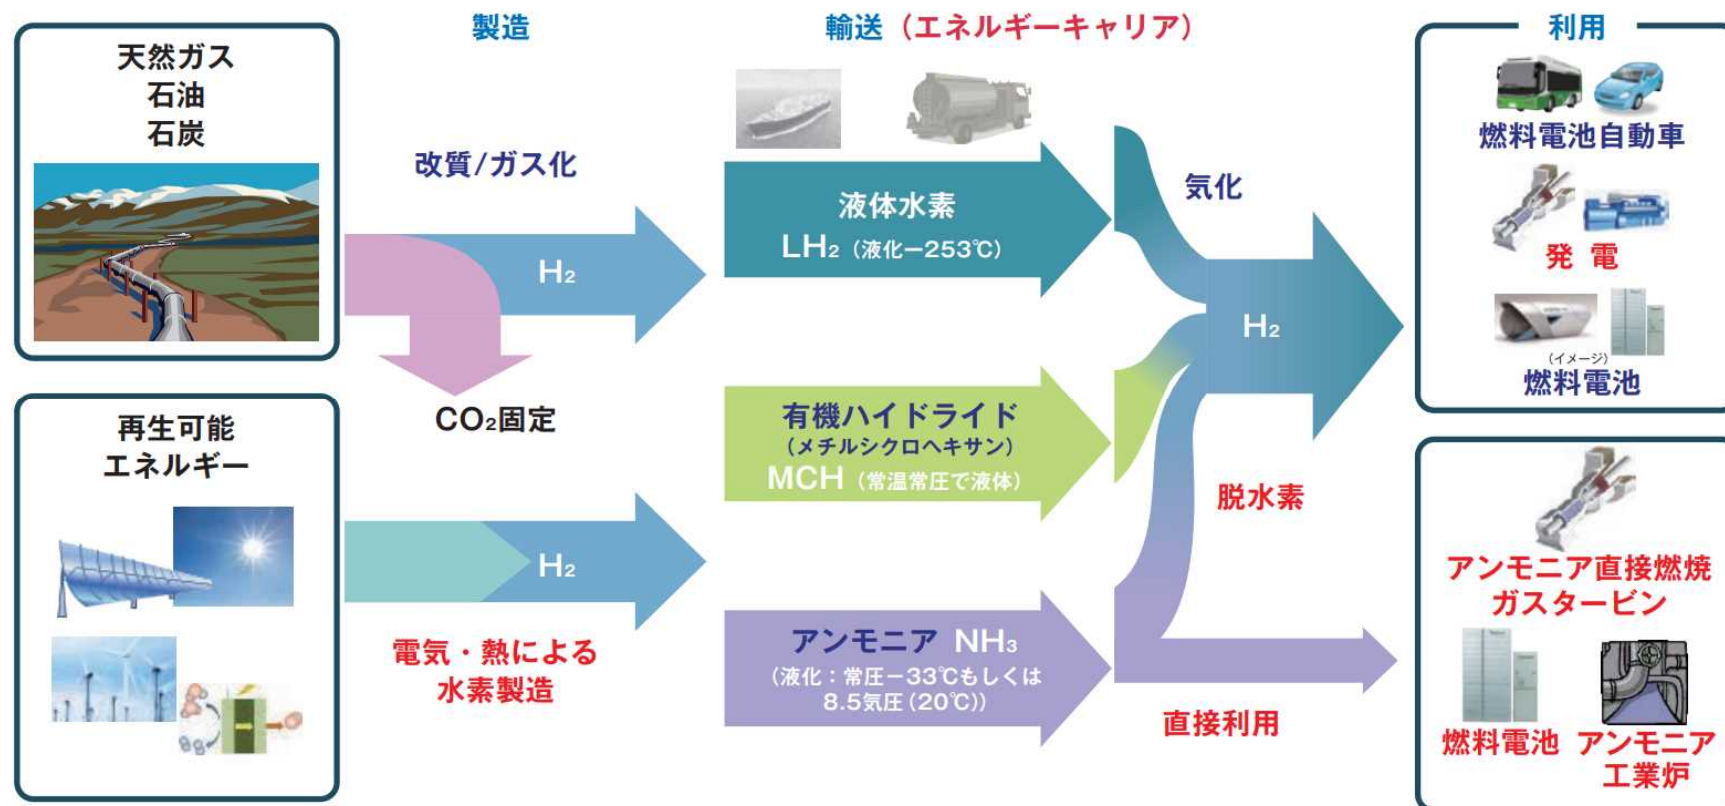 製造
輸送（エネルギーキャリア）
利用
天然ガス
石油
石炭
改質/ガス化
H₂
CO₂固定
再生可能
エネルギー
H₂
電気・熱による
水素製造
液体水素
LH₂（液化－253℃）
有機ハイドライド
（メチルシクロヘキサン）
MCH（常温常圧で液体）
アンモニア NH₃
（液化：常圧－33℃もしくは
8.5気圧（20℃））
気化
H₂
脱水素
直接利用
燃料電池自動車
発 電
（イメージ）
燃料電池
アンモニア直接燃焼
ガスタービン
燃料電池
アンモニア
工業炉